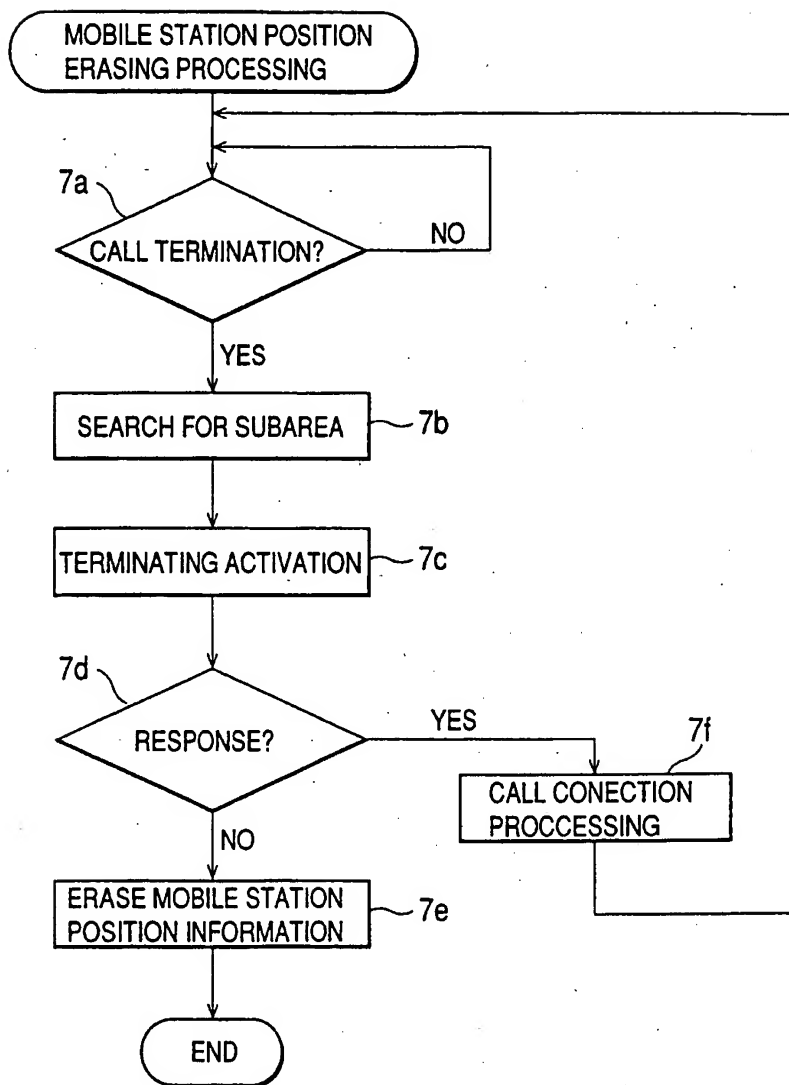 MOBILE STATION POSITION
ERASING PROCESSING
7a
CALL TERMINATION?
NO
YES
SEARCH FOR SUBAREA
7b
TERMINATING ACTIVATION
7c
7d
RESPONSE?
YES
7f
CALL CONECTION
PROCCESSING
NO
ERASE MOBILE STATION
POSITION INFORMATION
7e
END